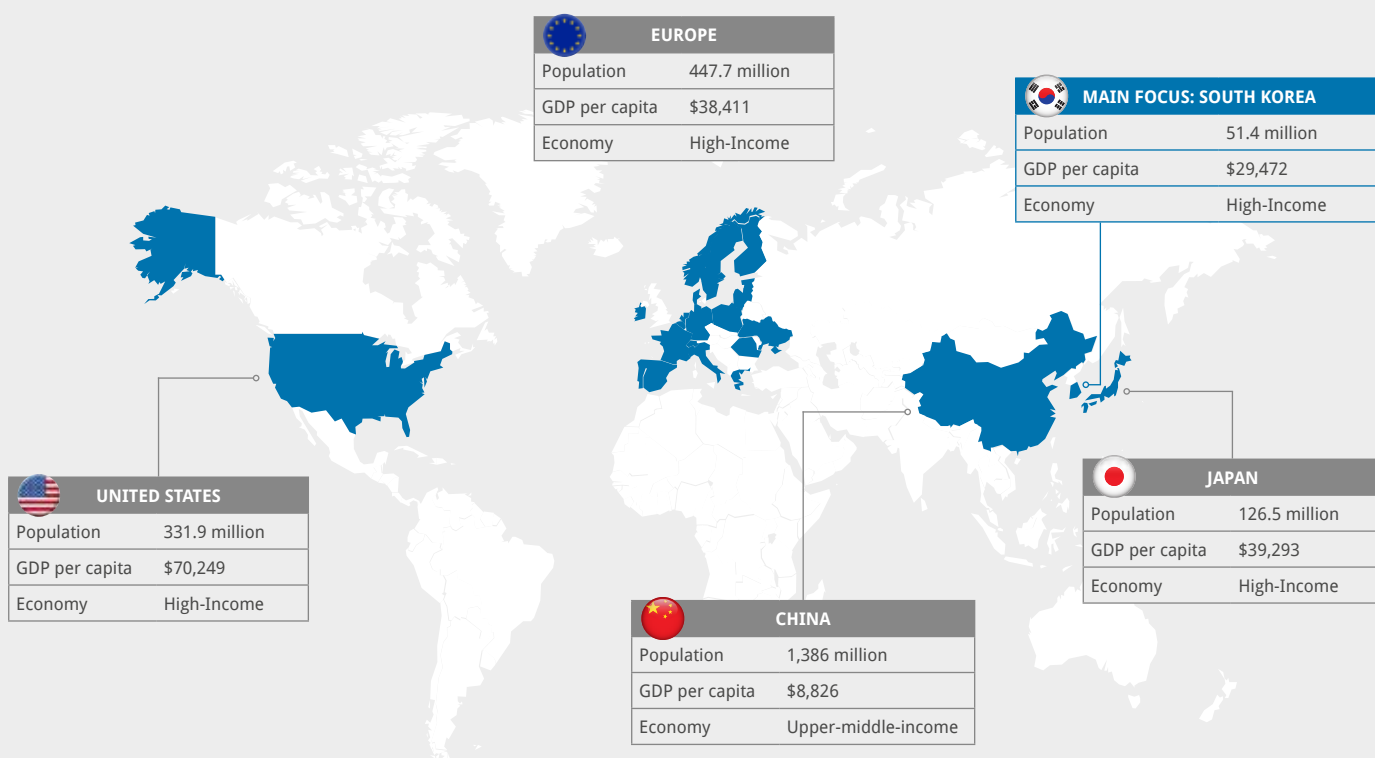 EUROPE
Population 447.7 million
GDP per capita $38,411
Economy High-Income
MAIN FOCUS: SOUTH KOREA
Population 51.4 million
GDP per capita $29,472
Economy High-Income
UNITED STATES
Population 331.9 million
GDP per capita $70,249
Economy High-Income
JAPAN
Population 126.5 million
GDP per capita $39,293
Economy High-Income
CHINA
Population 1,386 million
GDP per capita $8,826
Economy Upper-middle-income